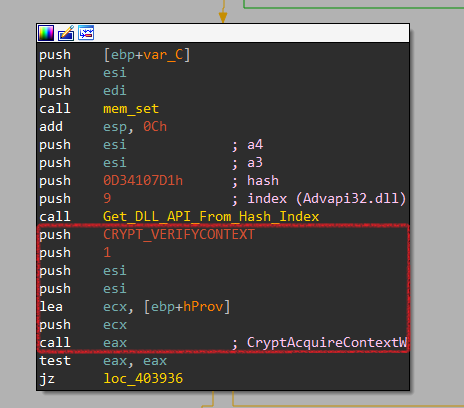 push [ebp+var_C]
push esi
push edi
call mem_set
add esp, 0Ch
push esi ; a4
push esi ; a3
push 0D34107D1h ; hash
push 9 ; index (Advapi32.dll)
call Get_DLL_API_From_Hash_Index
push CRYPT_VERIFYCONTEXT
push 1
push esi
push esi
lea ecx, [ebp+hProv]
push ecx
call eax ; CryptAcquireContextW
test eax, eax
jz loc_403936